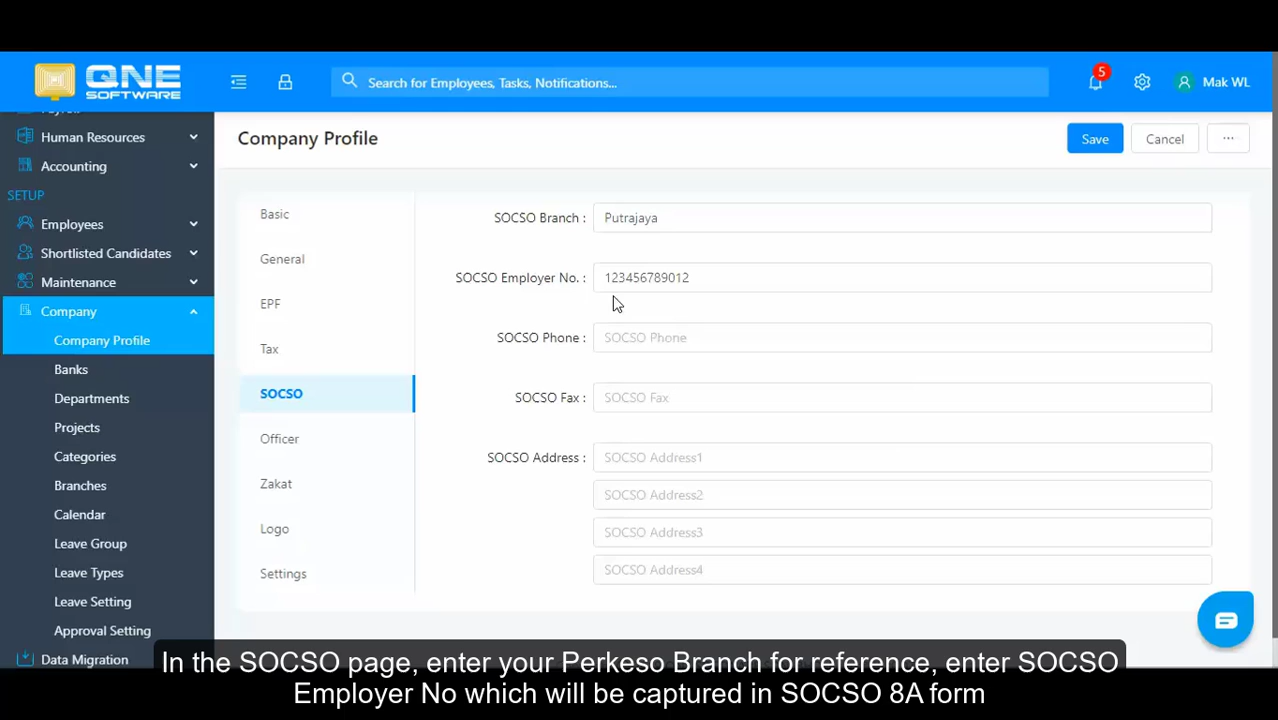 QNE
SOFTWARE
Search for Employees, Tasks, Notifications...
5
Mak WL
Payroll
Human Resources
Accounting
SETUP
Employees
Shortlisted Candidates
Maintenance
Company
Company Profile
Banks
Departments
Projects
Categories
Branches
Calendar
Leave Group
Leave Types
Leave Setting
Approval Setting
Data Migration
Company Profile
Save
Cancel
...
Basic
General
EPF
Tax
SOCSO
Officer
Zakat
Logo
Settings
SOCSO Branch : Putrajaya
SOCSO Employer No. : 123456789012
SOCSO Phone : SOCSO Phone
SOCSO Fax : SOCSO Fax
SOCSO Address : SOCSO Address1
SOCSO Address2
SOCSO Address3
SOCSO Address4
In the SOCSO page, enter your Perkeso Branch for reference, enter SOCSO
Employer No which will be captured in SOCSO 8A form